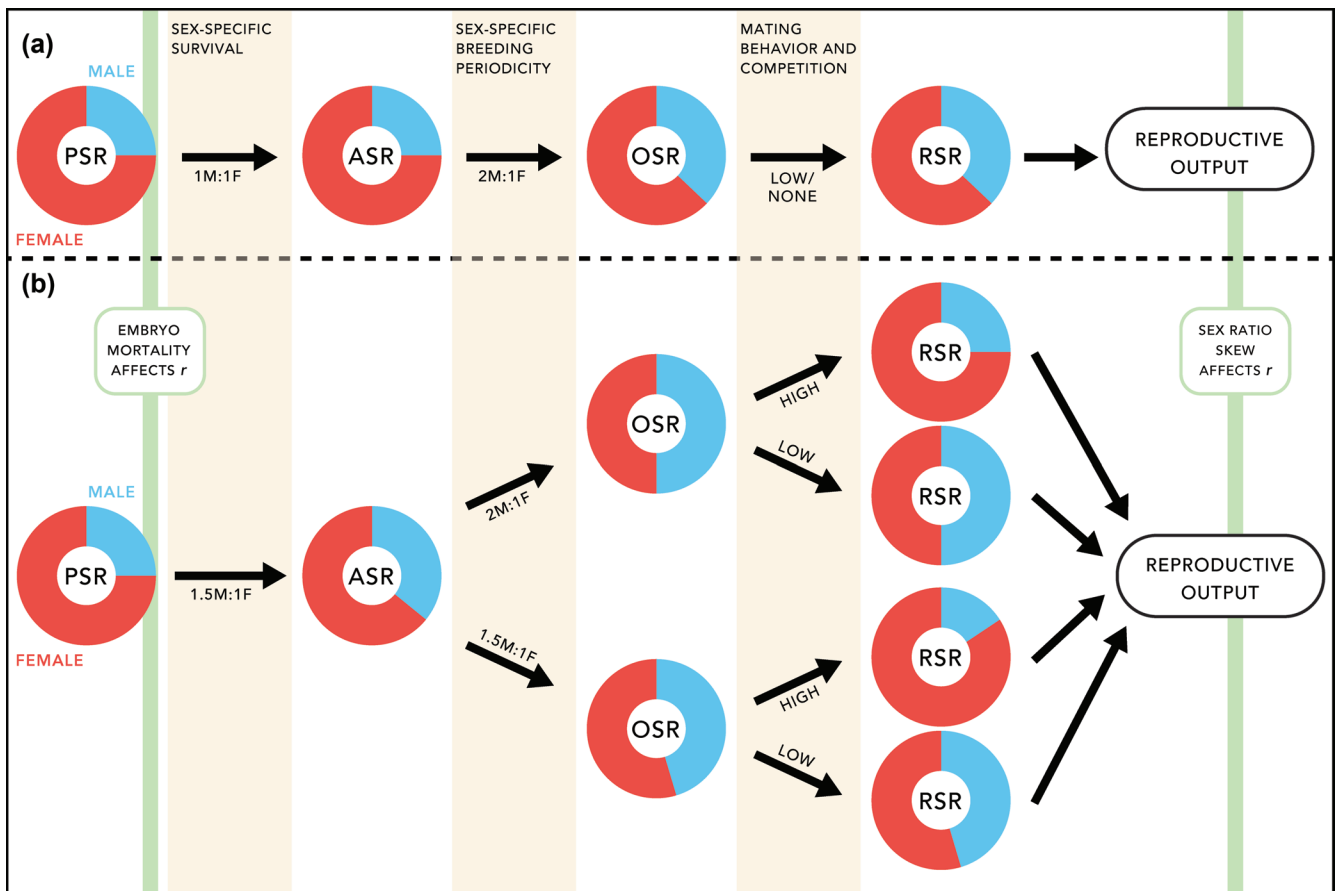 (a)
SEX-SPECIFIC
SURVIVAL
SEX-SPECIFIC
BREEDING
PERIODICITY
MATING
BEHAVIOR AND
COMPETITION
MALE
PSR
FEMALE
1M:1F
ASR
2M:1F
OSR
LOW/
NONE
RSR
REPRODUCTIVE
OUTPUT
(b)
EMBRYO
MORTALITY
AFFECTS r
SEX RATIO
SKEW
AFFECTS r
MALE
PSR
FEMALE
1.5M:1F
ASR
2M:1F
OSR
HIGH
RSR
LOW
RSR
1.5M:1F
OSR
HIGH
RSR
LOW
RSR
REPRODUCTIVE
OUTPUT